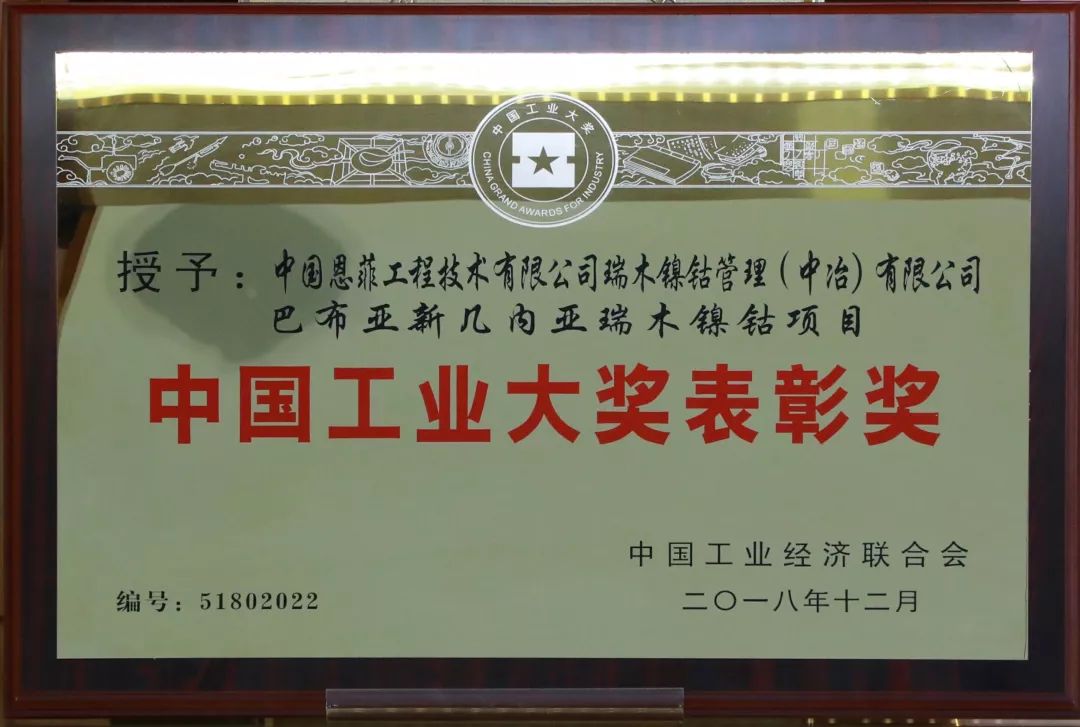 中国工业大奖
CHINA GRAND AWARDS FOR INDUSTRY
授予：中国恩菲工程技术有限公司瑞木镍钴管理（中冶）有限公司
巴布亚新几内亚瑞木镍钴项目
中国工业大奖表彰奖
中国工业经济联合会
编号：51802022
二〇一八年十二月